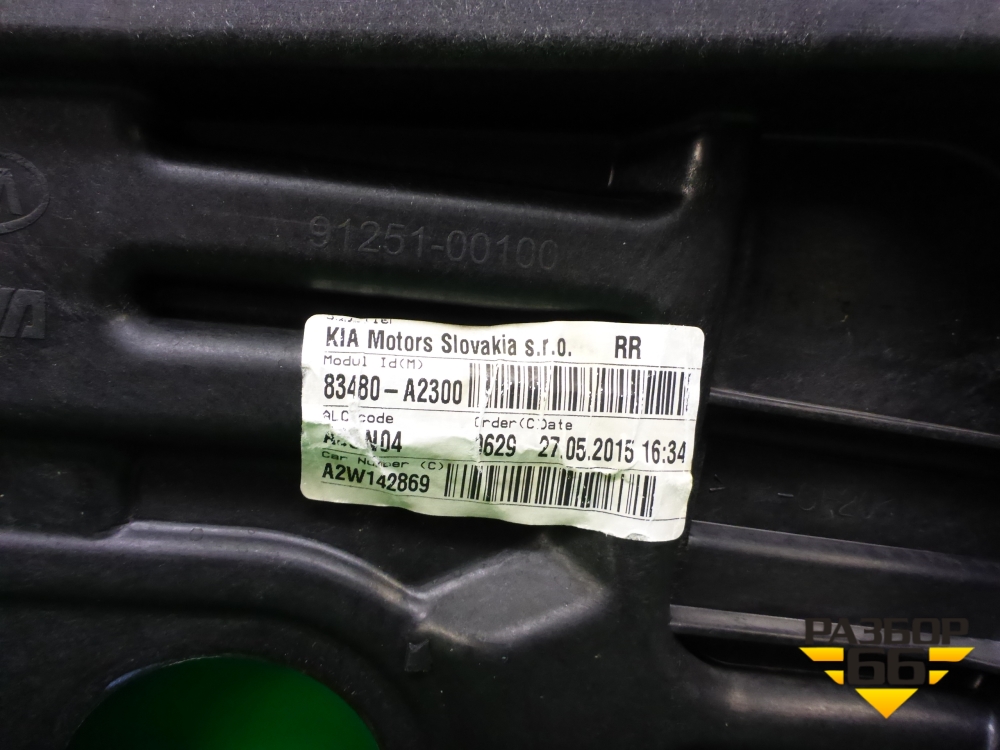 91251-00100
KIA Motors Slovakia s.r.o. RR
Modul Id(M)
83480-A2300
ALC code Order(C)Date
N04 27.05.2015 16:34
Car Number (C)
A2W142869
РАЗБОР
66